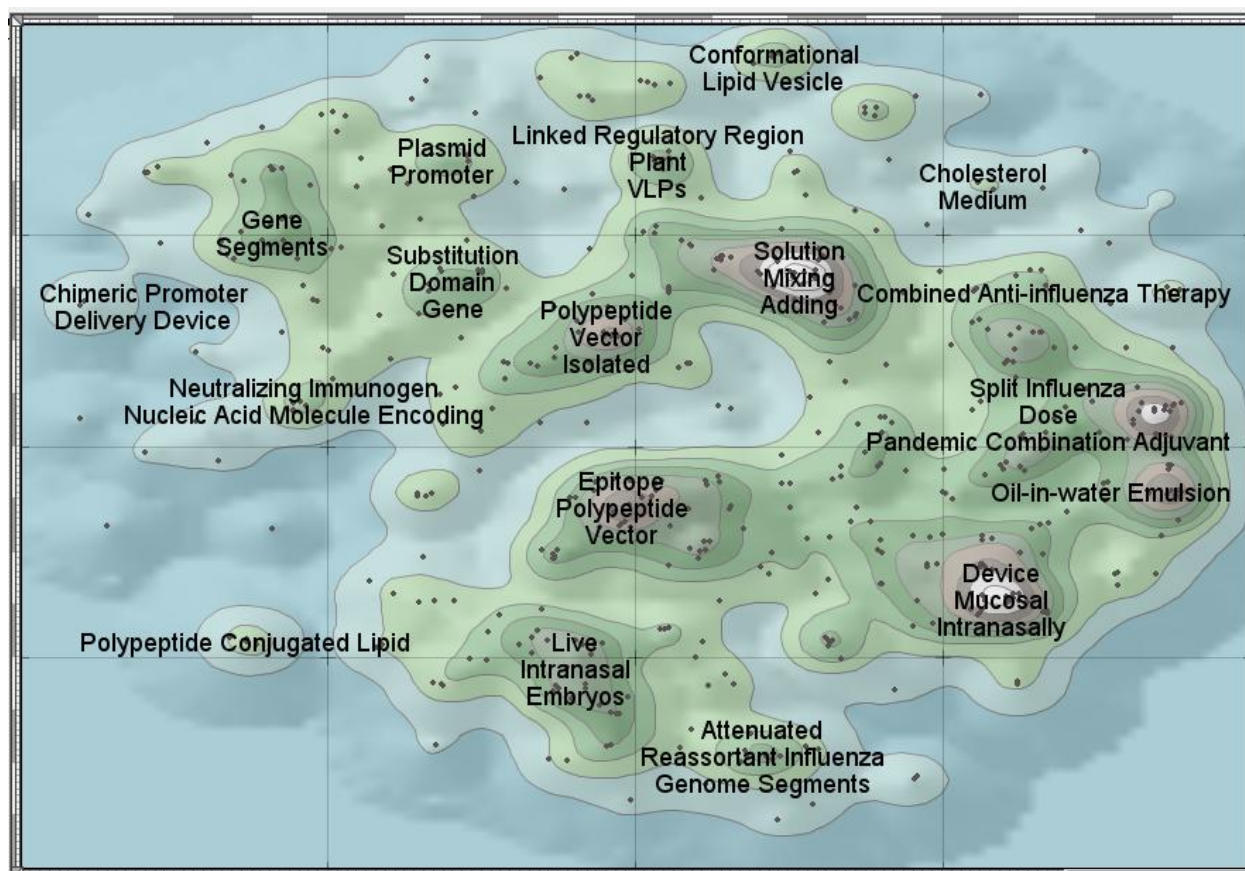 Conformational
Lipid Vesicle
Linked Regulatory Region
Plant
VLPs
Plasmid
Promoter
Cholesterol
Medium
Gene
Segments
Substitution
Domain
Gene
Solution
Mixing
Adding
Chimeric Promoter
Delivery Device
Combined Anti-influenza Therapy
Polypeptide
Vector
Isolated
Neutralizing Immunogen
Nucleic Acid Molecule Encoding
Split Influenza
Dose
Pandemic Combination Adjuvant
Epitope
Polypeptide
Vector
Oil-in-water Emulsion
Device
Mucosal
Intranasally
Polypeptide Conjugated Lipid
Live
Intranasal
Embryos
Attenuated
Reassortant Influenza
Genome Segments